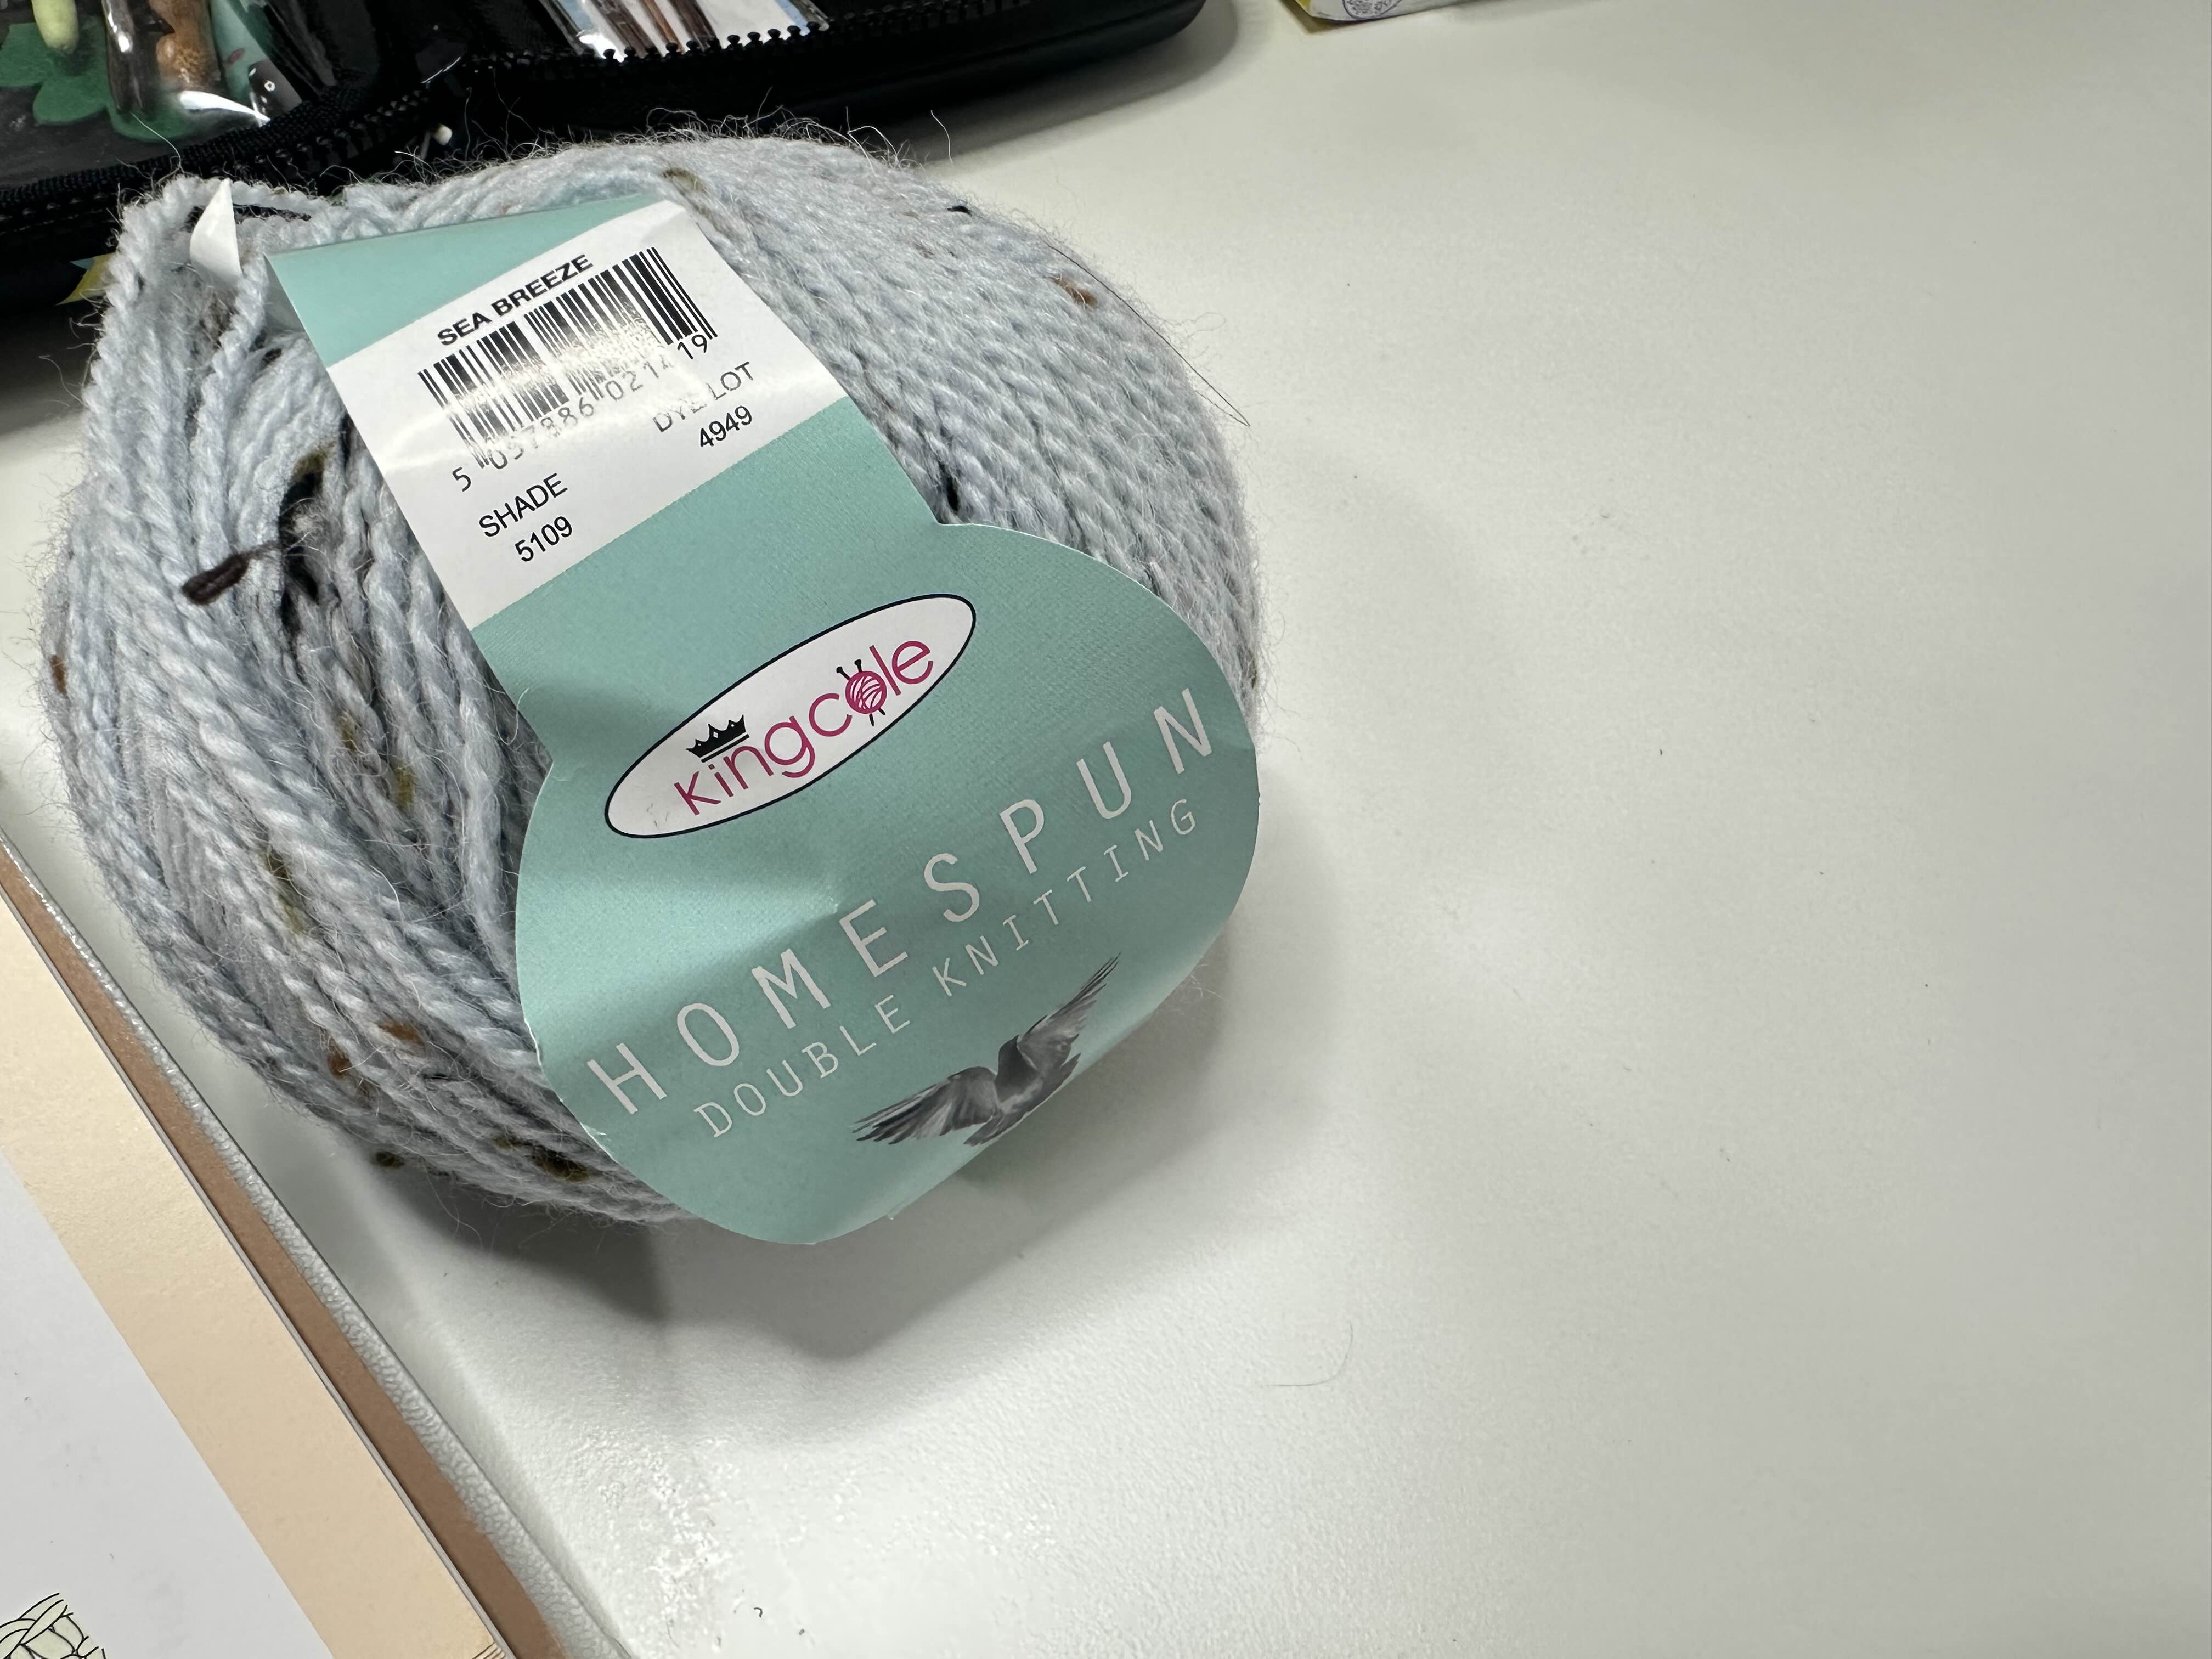 SEA BREEZE
DYE LOT
4949
SHADE
5109
kingcole
HOMESPUN
DOUBLE KNITTING